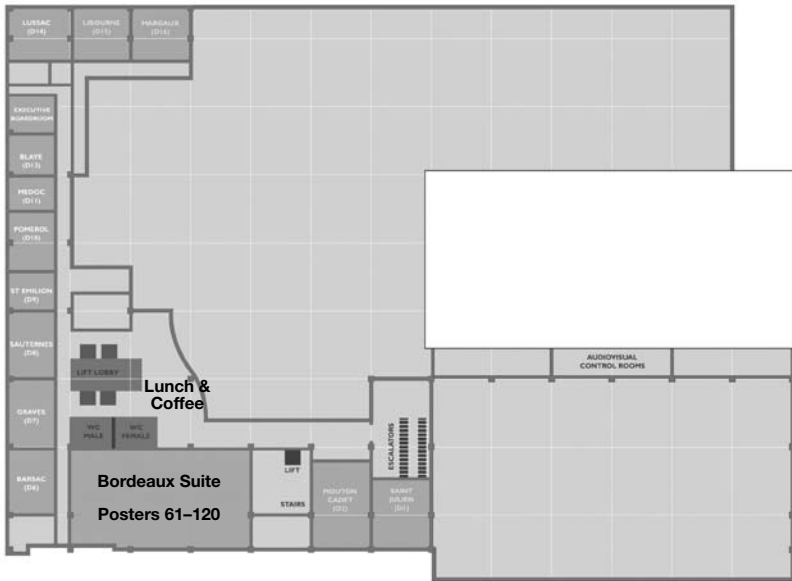 LUSSAC
(D14)
LIBOURNE
(D15)
MARGAUX
(D16)
EXECUTIVE
BOARDROOM
BLAYE
(D12)
MEDOC
(D11)
POMEROL
(D10)
ST EMILION
(D9)
SAUTERNES
(D8)
GRAVES
(D7)
BARSAC
(D6)
LIFT LOBBY
Lunch &
Coffee
WC
MALE
WC
FEMALE
Bordeaux Suite
Posters 61–120
LIFT
STAIRS
MOUTON
CADET
(D2)
ESCALATORS
SAINT
JULIEN
(D1)
AUDIOVISUAL
CONTROL ROOMS